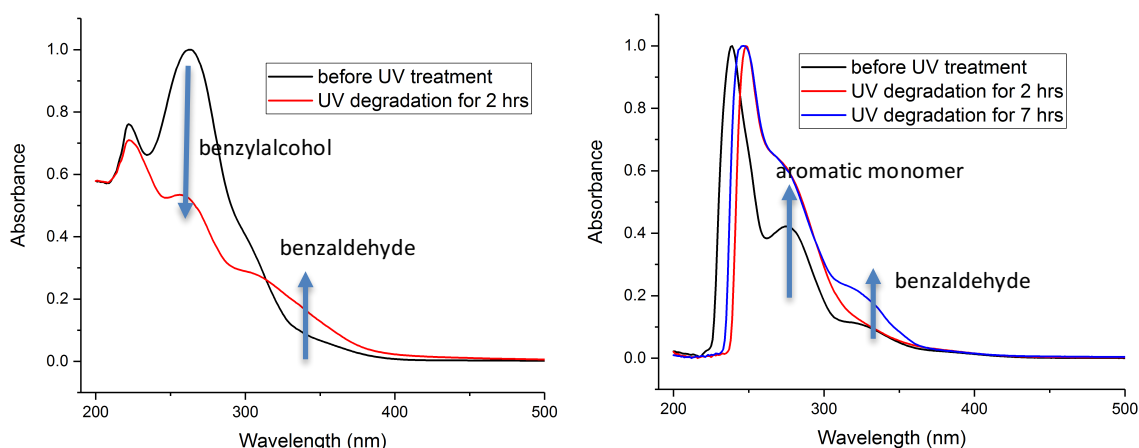 1.0
0.8
0.6
0.4
0.2
0.0
Absorbance
before UV treatment
UV degradation for 2 hrs
benzylalcohol
benzaldehyde
200
300
400
500
Wavelength (nm)
1.0
0.8
0.6
0.4
0.2
0.0
Absorbance
before UV treatment
UV degradation for 2 hrs
UV degradation for 7 hrs
aromatic monomer
benzaldehyde
200
300
400
500
Wavelength (nm)